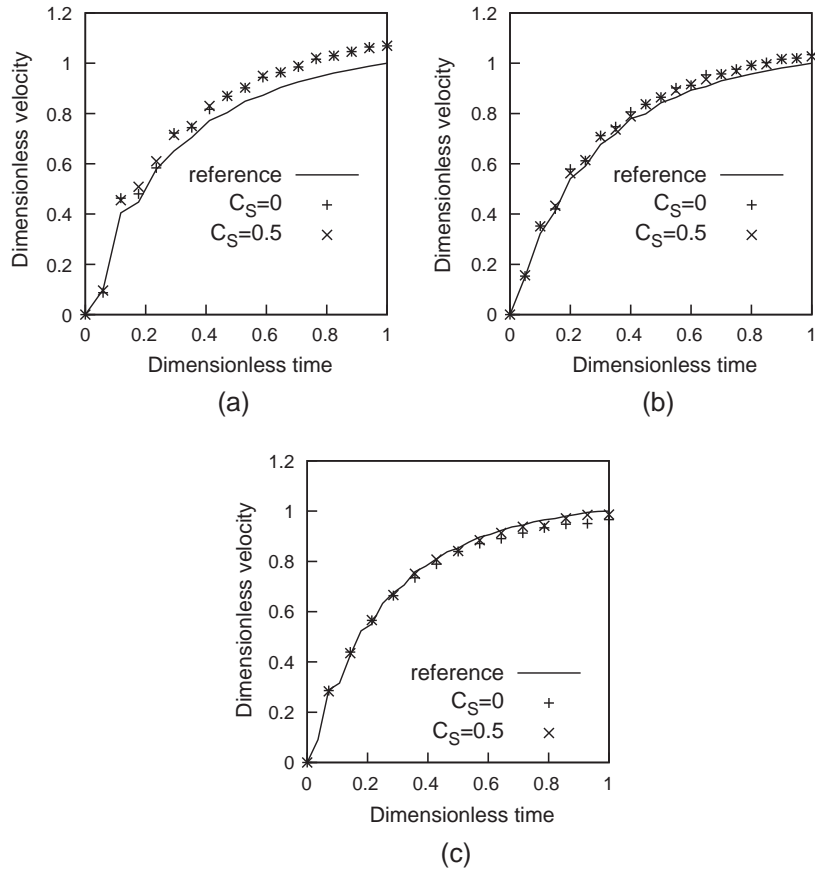 1.2
1
0.8
0.6
0.4
0.2
0
Dimensionless velocity
reference
C_S=0
C_S=0.5
0 0.2 0.4 0.6 0.8 1
Dimensionless time
(a)
1.2
1
0.8
0.6
0.4
0.2
0
Dimensionless velocity
reference
C_S=0
C_S=0.5
0 0.2 0.4 0.6 0.8 1
Dimensionless time
(b)
1.2
1
0.8
0.6
0.4
0.2
0
Dimensionless velocity
reference
C_S=0
C_S=0.5
0 0.2 0.4 0.6 0.8 1
Dimensionless time
(c)